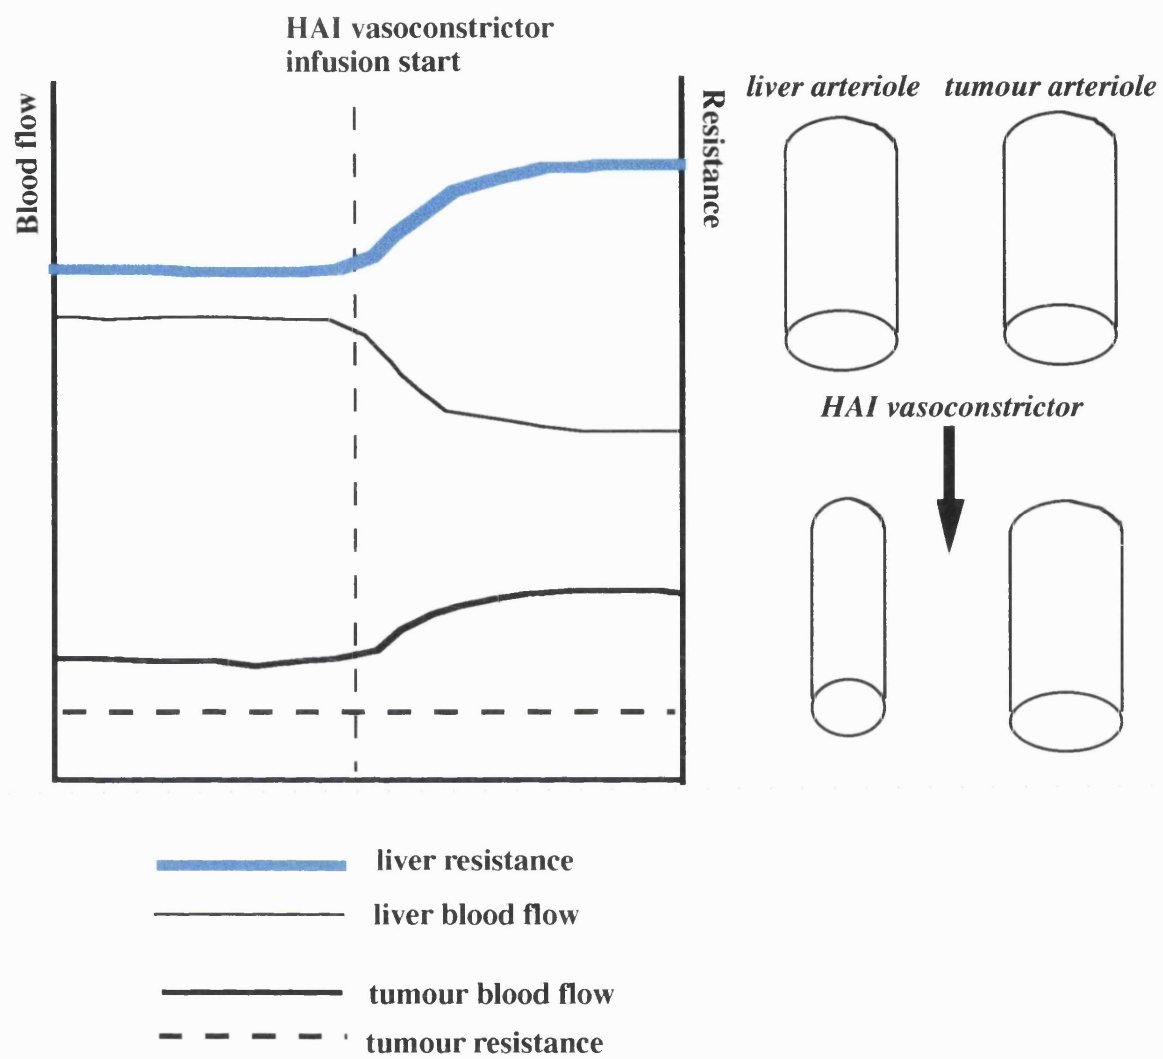 HAI vasoconstrictor
infusion start
Blood flow
Resistance
liver arteriole tumour arteriole
HAI vasoconstrictor
liver resistance
liver blood flow
tumour blood flow
tumour resistance